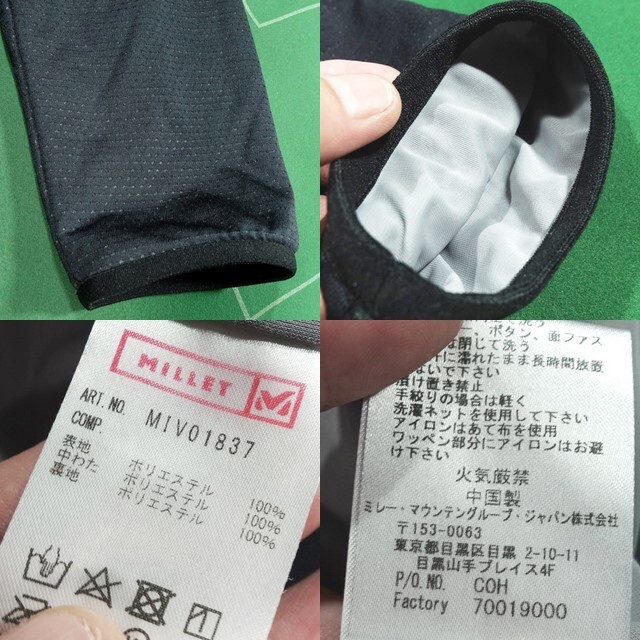 MILLET
ART.NO. MIV01837
COMP.
表地 ポリエステル 100%
中わた ポリエステル 100%
裏地 ポリエステル 100%
ボタン、面ファス
は閉じて洗う
に濡れたまま長時間放置
ないで下さい
漬け置き禁止
手絞りの場合は軽く
洗濯ネットを使用して下さい
アイロンはあて布を使用
ワッペン部分にアイロンはお避
け下さい
火気厳禁
中国製
ミレー・マウンテングループ・ジャパン株式会社
〒153-0063
東京都目黒区目黒 2-10-11
目黒山手プレイス4F
P/O.NO. COH
Factory 70019000